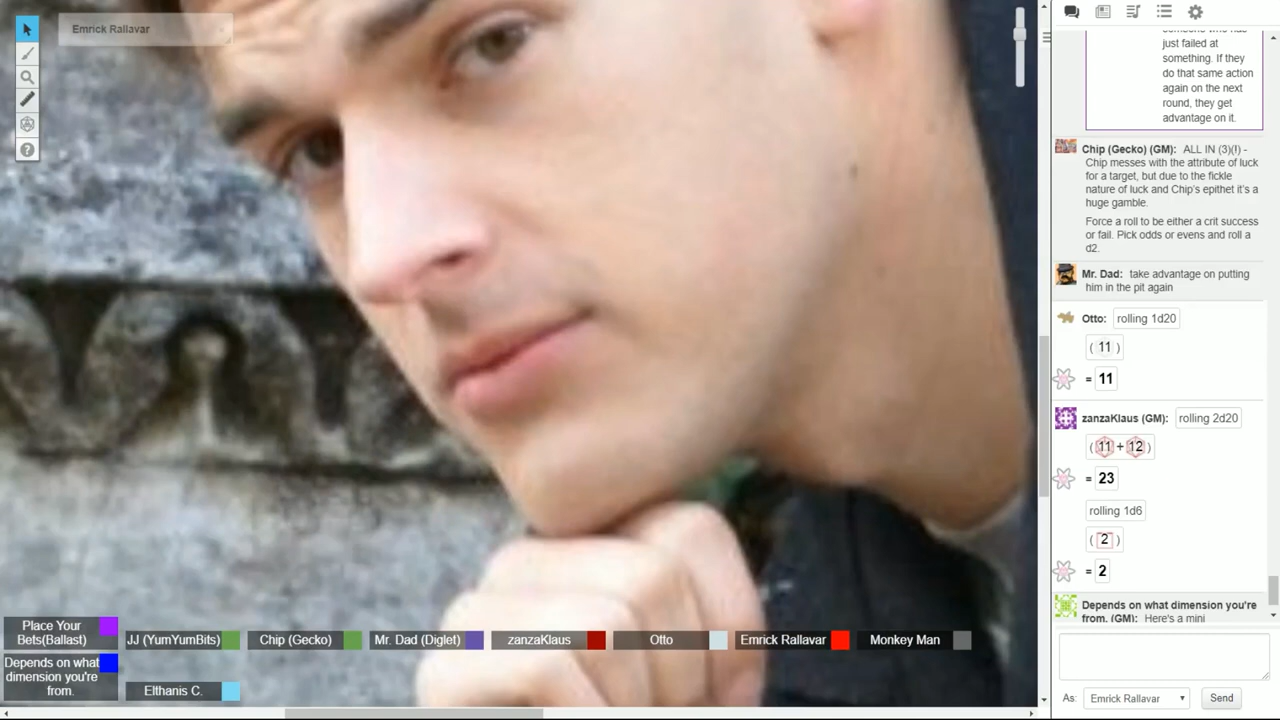 Emrick Rallavar
just failed at
something. If they
do that same action
again on the next
round, they get
advantage on it.
Chip (Gecko) (GM): ALL IN (3)(!) -
Chip messes with the attribute of luck
for a target, but due to the fickle
nature of luck and Chip's epithet it's a
huge gamble.
Force a roll to be either a crit success
or fail. Pick odds or evens and roll a
d2.
Mr. Dad: take advantage on putting
him in the pit again
Otto: rolling 1d20
( 11 )
= 11
zanzaKlaus (GM): rolling 2d20
( 11 + 12 )
= 23
rolling 1d6
( 2 )
= 2
Depends on what dimension you're
from. (GM): Here's a mini
Place Your
Bets(Ballast)
JJ (YumYumBits)
Chip (Gecko)
Mr. Dad (Diglet)
zanzaKlaus
Otto
Emrick Rallavar
Monkey Man
Depends on what
dimension you're
from.
Elthanis C.
As: Emrick Rallavar
Send